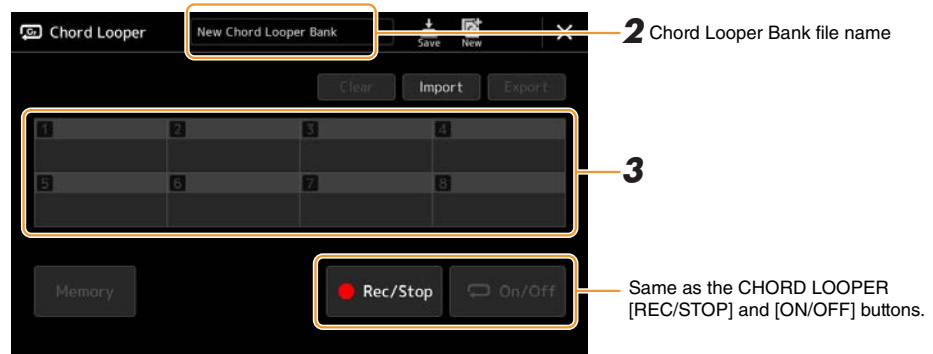 Chord Looper
New Chord Looper Bank
Save
New
2 Chord Looper Bank file name
Clear
Import
Export
1
2
3
4
3
5
6
7
8
Memory
Rec/Stop
On/Off
Same as the CHORD LOOPER
[REC/STOP] and [ON/OFF] buttons.